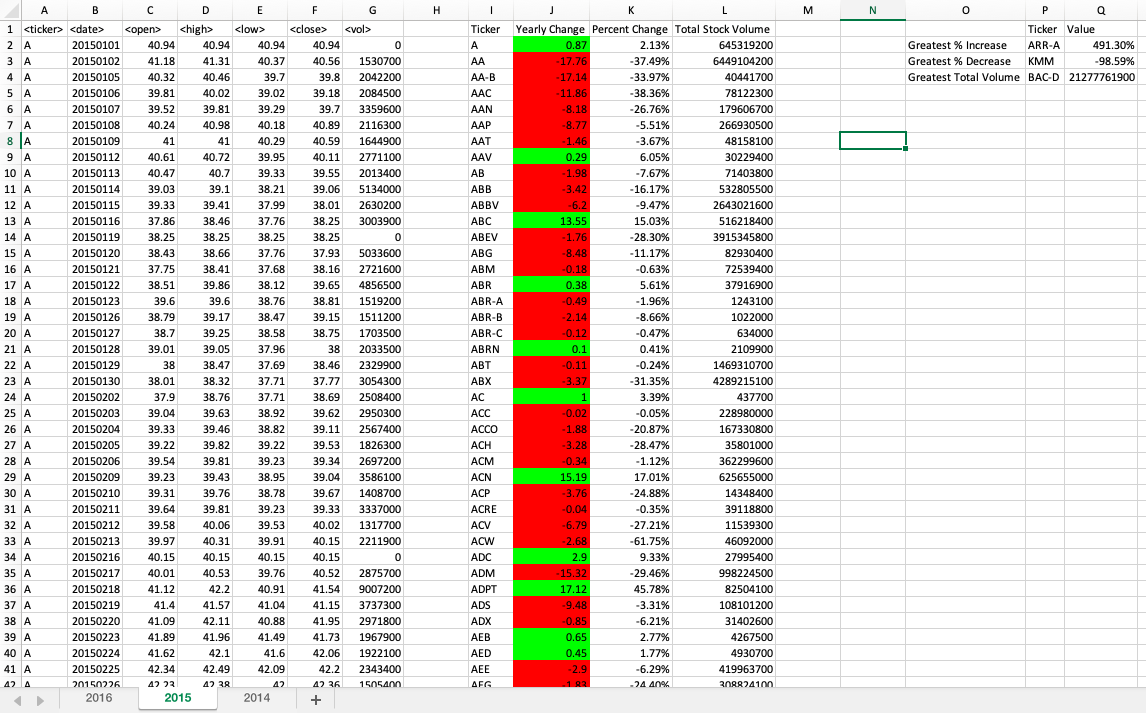 A B C D E F G H I J K L M N O P Q
1 <ticker> <date> <open> <high> <low> <close> <vol> Ticker Yearly Change Percent Change Total Stock Volume Ticker Value
2 A 20150101 40.94 40.94 40.94 40.94 0 A 0.87 2.13% 645319200 Greatest % Increase ARR-A 491.30%
3 A 20150102 41.18 41.31 40.37 40.56 1530700 AA -17.76 -37.49% 6449104200 Greatest % Decrease KMM -98.59%
4 A 20150105 40.32 40.46 39.7 39.8 2042200 AA-B -17.14 -33.97% 40441700 Greatest Total Volume BAC-D 21277761900
5 A 20150106 39.81 40.02 39.02 39.18 2084500 AAC -11.86 -38.36% 78122300
6 A 20150107 39.52 39.81 39.29 39.7 3359600 AAN -8.18 -26.76% 179606700
7 A 20150108 40.24 40.98 40.18 40.89 2116300 AAP -8.77 -5.51% 266930500
8 A 20150109 41 41 40.29 40.59 1644900 AAT -1.46 -3.67% 48158100
9 A 20150112 40.61 40.72 39.95 40.11 2771100 AAV 0.29 6.05% 30229400
10 A 20150113 40.47 40.7 39.33 39.55 2013400 AB -1.98 -7.67% 71403800
11 A 20150114 39.03 39.1 38.21 39.06 5134000 ABB -3.42 -16.17% 532805500
12 A 20150115 39.33 39.41 37.99 38.01 2630200 ABBV -6.2 -9.47% 2643021600
13 A 20150116 37.86 38.46 37.76 38.25 3003900 ABC 13.55 15.03% 516218400
14 A 20150119 38.25 38.25 38.25 38.25 0 ABEV -1.76 -28.30% 3915345800
15 A 20150120 38.43 38.66 37.76 37.93 5033600 ABG -8.48 -11.17% 82930400
16 A 20150121 37.75 38.41 37.68 38.16 2721600 ABM -0.18 -0.63% 72539400
17 A 20150122 38.51 39.86 38.12 39.65 4856500 ABR 0.38 5.61% 37916900
18 A 20150123 39.6 39.6 38.76 38.81 1519200 ABR-A -0.49 -1.96% 1243100
19 A 20150126 38.79 39.17 38.47 39.15 1511200 ABR-B -2.14 -8.66% 1022000
20 A 20150127 38.7 39.25 38.58 38.75 1703500 ABR-C -0.12 -0.47% 634000
21 A 20150128 39.01 39.05 37.96 38 2033500 ABRN 0.1 0.41% 2109900
22 A 20150129 38 38.47 37.69 38.46 2329900 ABT -0.11 -0.24% 1469310700
23 A 20150130 38.01 38.32 37.71 37.77 3054300 ABX -3.37 -31.35% 4289215100
24 A 20150202 37.9 38.76 37.71 38.69 2508400 AC 1 3.39% 437700
25 A 20150203 39.04 39.63 38.92 39.62 2950300 ACC -0.02 -0.05% 228980000
26 A 20150204 39.33 39.46 38.82 39.11 2567400 ACCO -1.88 -20.87% 167330800
27 A 20150205 39.22 39.82 39.22 39.53 1826300 ACH -3.28 -28.47% 35801000
28 A 20150206 39.54 39.81 39.23 39.34 2697200 ACM -0.34 -1.12% 362299600
29 A 20150209 39.23 39.43 38.95 39.04 3586100 ACN 15.19 17.01% 625655000
30 A 20150210 39.31 39.76 38.78 39.67 1408700 ACP -3.76 -24.88% 14348400
31 A 20150211 39.64 39.81 39.23 39.33 3337000 ACRE -0.04 -0.35% 39118800
32 A 20150212 39.58 40.06 39.53 40.02 1317700 ACV -6.79 -27.21% 11539300
33 A 20150213 39.97 40.31 39.91 40.15 2211900 ACW -2.68 -61.75% 46092000
34 A 20150216 40.15 40.15 40.15 40.15 0 ADC 2.9 9.33% 27995400
35 A 20150217 40.01 40.53 39.76 40.52 2875700 ADM -15.32 -29.46% 998224500
36 A 20150218 41.12 42.2 40.91 41.54 9007200 ADPT 17.12 45.78% 82504100
37 A 20150219 41.4 41.57 41.04 41.15 3737300 ADS -9.48 -3.31% 108101200
38 A 20150220 41.09 42.11 40.88 41.95 2971800 ADX -0.85 -6.21% 31402600
39 A 20150223 41.89 41.96 41.49 41.73 1967900 AEB 0.65 2.77% 4267500
40 A 20150224 41.62 42.1 41.6 42.06 1922100 AED 0.45 1.77% 4930700
41 A 20150225 42.34 42.49 42.09 42.2 2343400 AEE -2.9 -6.29% 419963700
42 A 20150226 42.23 42.38 42 42.36 1505400 AEG -1.83 -24.40% 308824100
2016 2015 2014 +